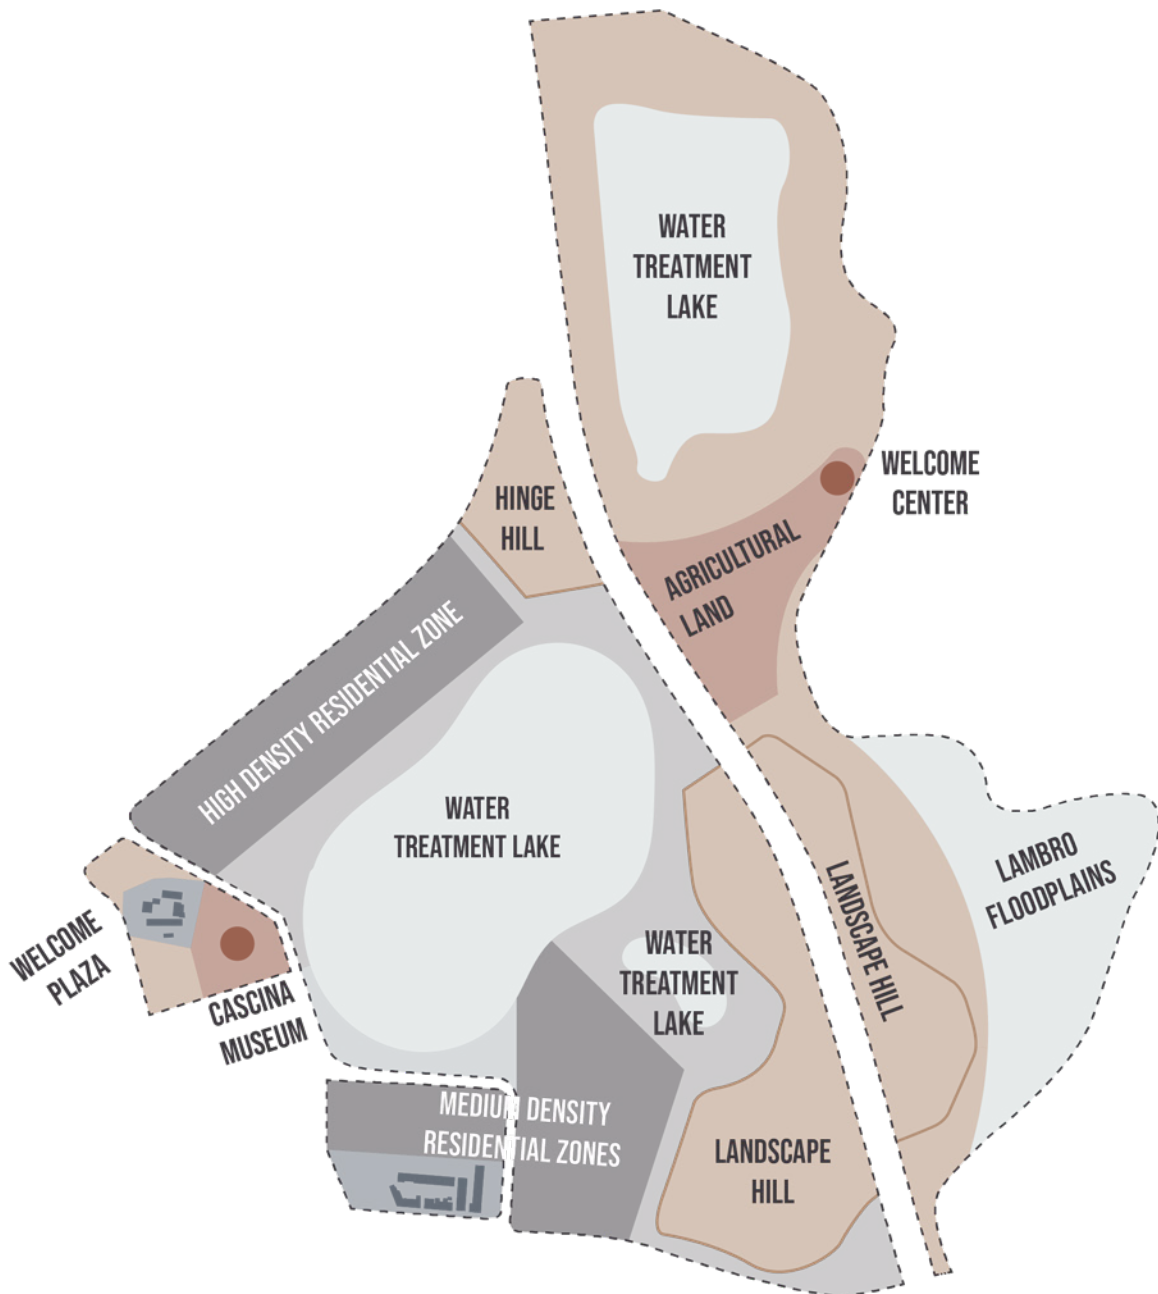 WATER
TREATMENT
LAKE
WELCOME
CENTER
HINGE
HILL
AGRICULTURAL
LAND
HIGH DENSITY RESIDENTIAL ZONE
WATER
TREATMENT LAKE
LAMBRO
FLOODPLAINS
LANDSCAPE HILL
WELCOME
PLAZA
CASCINA
MUSEUM
WATER
TREATMENT
LAKE
MEDIUM DENSITY
RESIDENTIAL ZONES
LANDSCAPE
HILL